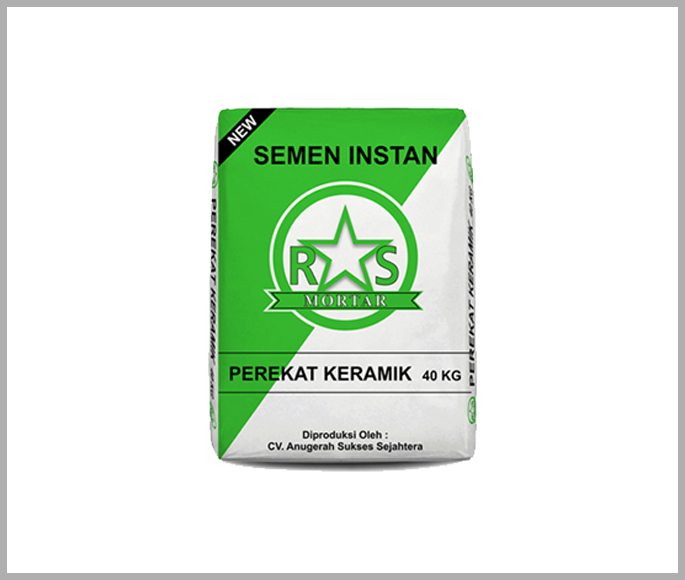 NEW
SEMEN INSTAN
R S
MORTAR
PEREKAT KERAMIK 40 KG
Diproduksi Oleh :
CV. Anugerah Sukses Sejahtera
PEREKAT KERAMIK
PEREKAT KERAMIK